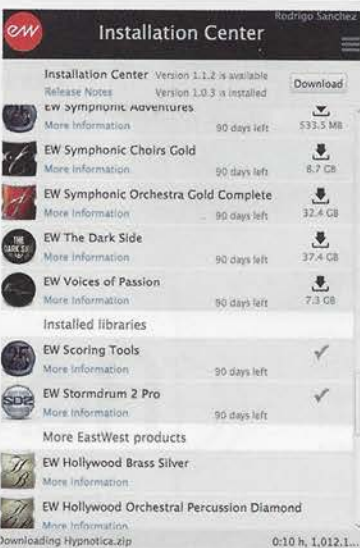 Rodrigo Sanchez
ew
Installation Center
Installation Center Version 1.1.2 is available
Download
Release Notes Version 1.0.3 is installed
EW Symphonic Adventures
More Information 90 days left 533.5 MB
EW Symphonic Choirs Gold
More Information 90 days left 8.7 GB
EW Symphonic Orchestra Gold Complete
More Information 90 days left 32.4 GB
THE DARK SIDE
EW The Dark Side
More Information 90 days left 37.4 GB
EW Voices of Passion
More Information 90 days left 7.3 GB
Installed libraries
25
EW Scoring Tools
More Information 90 days left
SD2
EW Stormdrum 2 Pro
More Information 90 days left
More EastWest products
H B
EW Hollywood Brass Silver
More Information
EW Hollywood Orchestral Percussion Diamond
More Information
Downloading Hypnotica.zip 0:10 h, 1,012.1...